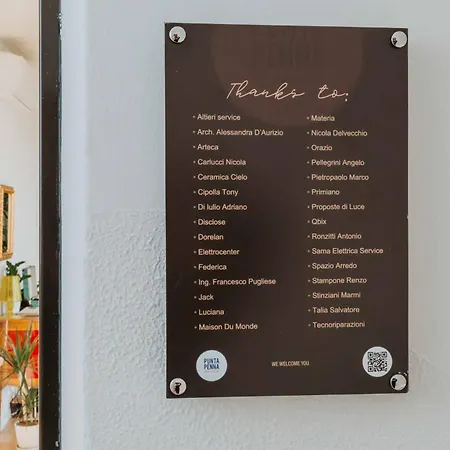 Thanks to:
• Altieri service
• Arch. Alessandra D'Aurizio
• Arteca
• Carlucci Nicola
• Ceramica Cielo
• Cipolla Tony
• Di Iulio Adriano
• Disclose
• Dorelan
• Elettrocenter
• Federica
• Ing. Francesco Pugliese
• Jack
• Luciana
• Maison Du Monde
• Materia
• Nicola Delvecchio
• Orazio
• Pellegrini Angelo
• Pietropaolo Marco
• Primiano
• Proposte di Luce
• Qbix
• Ronzitti Antonio
• Sama Elettrica Service
• Spazio Arredo
• Stampone Renzo
• Stinziani Marmi
• Talia Salvatore
• Tecnoriparazioni
PUNTA
PENNA
WE WELCOME YOU